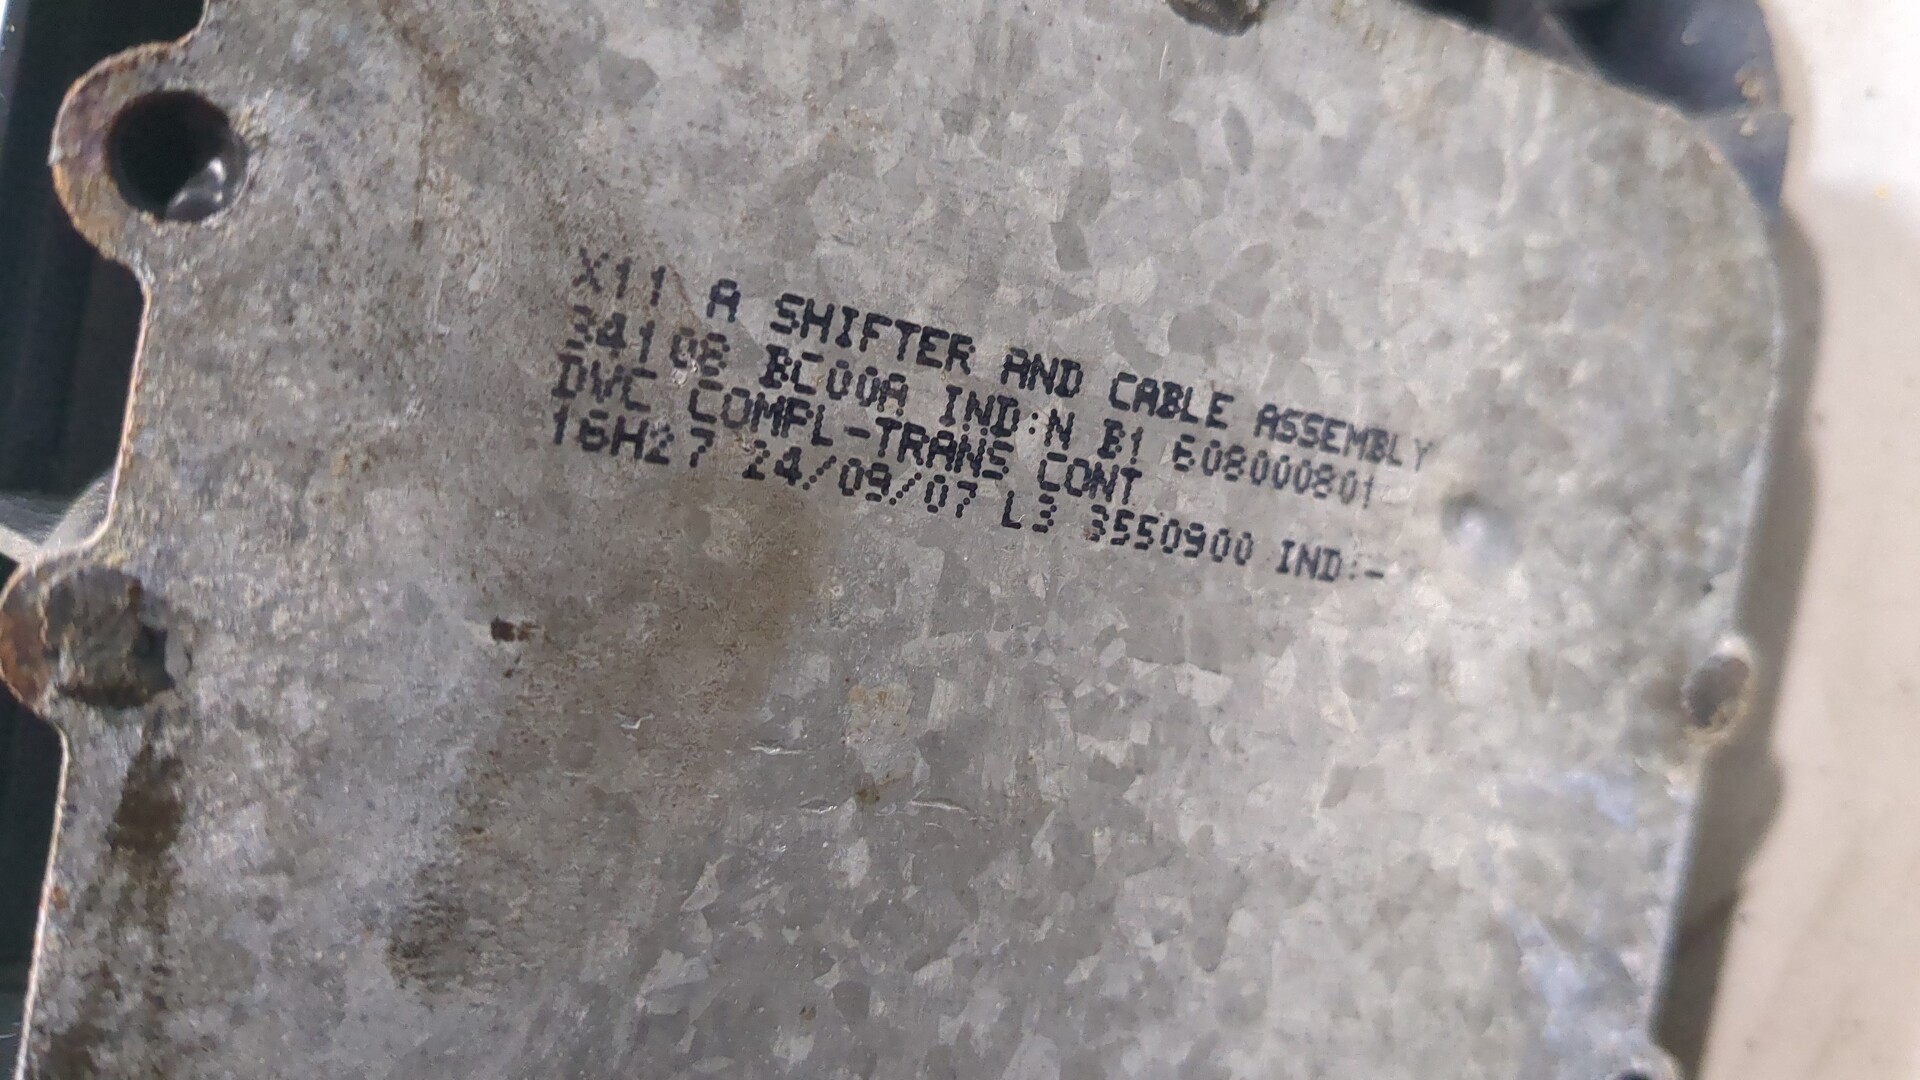 X11 A SHIFTER AND CABLE ASSEMBLY
34108 BC00A IND:N B1 608000801
DVC COMPL-TRANS CONT
16H27 24/09/07 L3 3550900 IND:-